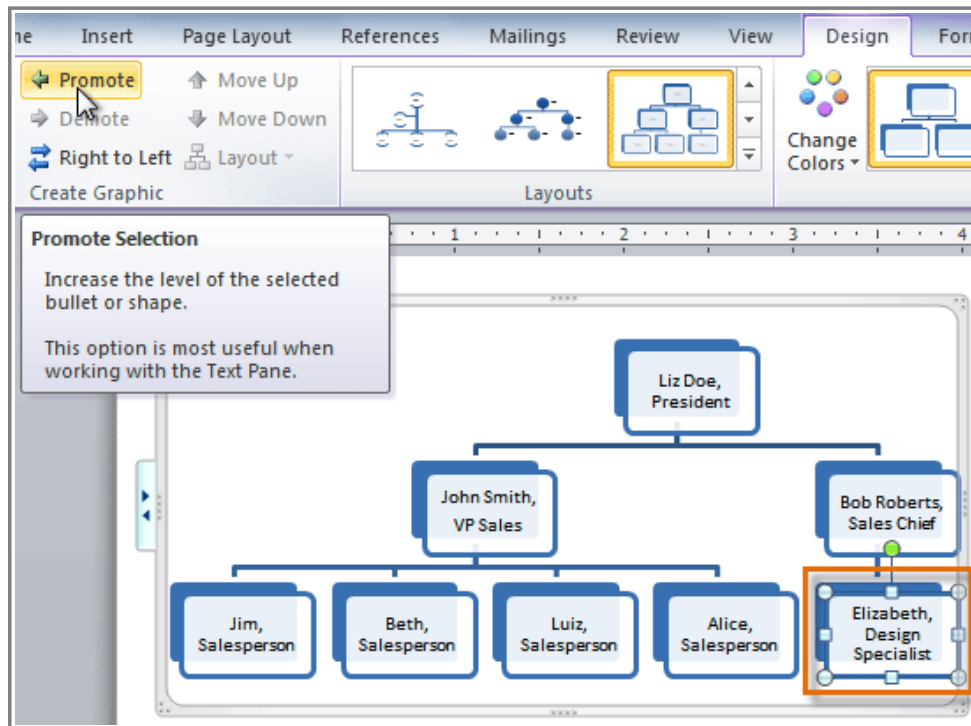 ne Insert Page Layout References Mailings Review View Design For
Promote Move Up
Demote Move Down
Right to Left Layout
Create Graphic
Layouts
Change
Colors
Promote Selection
Increase the level of the selected
bullet or shape.
This option is most useful when
working with the Text Pane.
1 2 3 4
Liz Doe,
President
John Smith,
VP Sales
Bob Roberts,
Sales Chief
Jim,
Salesperson
Beth,
Salesperson
Luiz,
Salesperson
Alice,
Salesperson
Elizabeth,
Design
Specialist